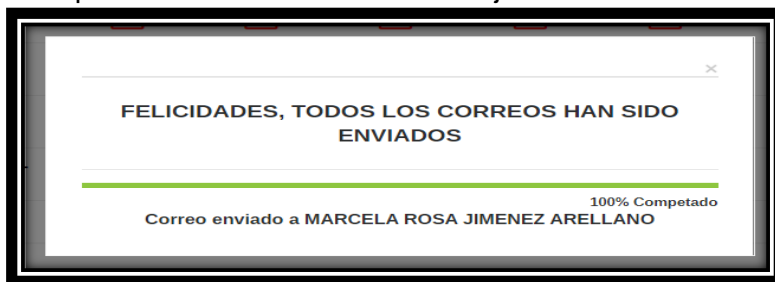 ×
FELICIDADES, TODOS LOS CORREOS HAN SIDO
ENVIADOS
100% Competado
Correo enviado a MARCELA ROSA JIMENEZ ARELLANO